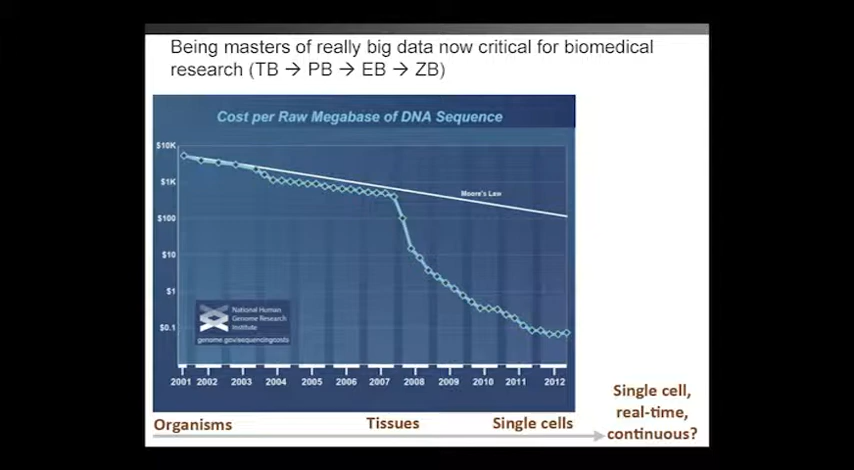 Being masters of really big data now critical for biomedical
research (TB → PB → EB → ZB)
Cost per Raw Megabase of DNA Sequence
$10K
$1K
$100
$10
$1
$0.1
Moore's Law
National Human
Genome Research
Institute
genome.gov/sequencingcosts
2001 2002 2003 2004 2005 2006 2007 2008 2009 2010 2011 2012
Organisms Tissues Single cells
Single cell,
real-time,
continuous?